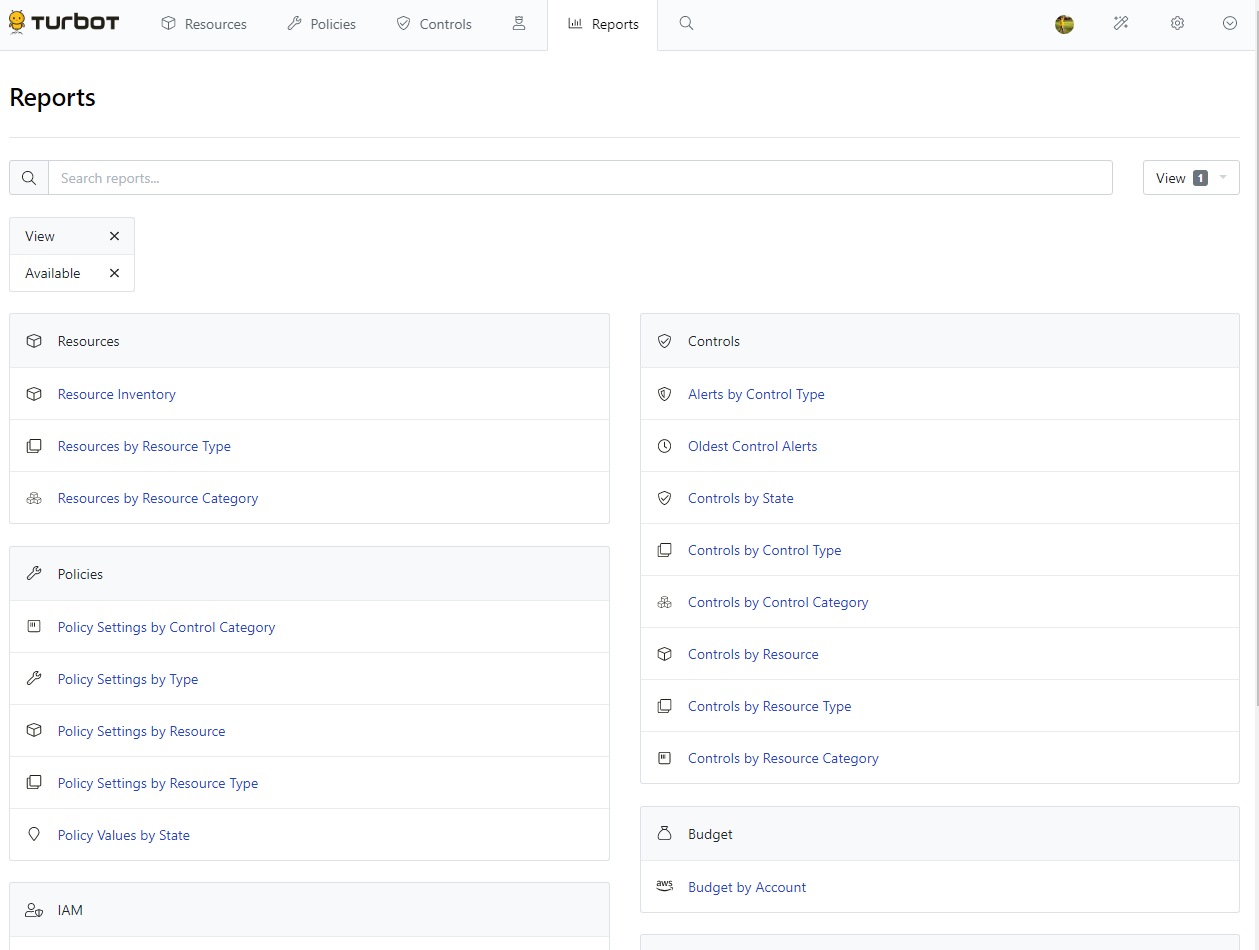 TURBOT
Resources
Policies
Controls
Reports
Reports
Search reports...
View 1
View
Available
Resources
Resource Inventory
Resources by Resource Type
Resources by Resource Category
Policies
Policy Settings by Control Category
Policy Settings by Type
Policy Settings by Resource
Policy Settings by Resource Type
Policy Values by State
IAM
Controls
Alerts by Control Type
Oldest Control Alerts
Controls by State
Controls by Control Type
Controls by Control Category
Controls by Resource
Controls by Resource Type
Controls by Resource Category
Budget
aws Budget by Account